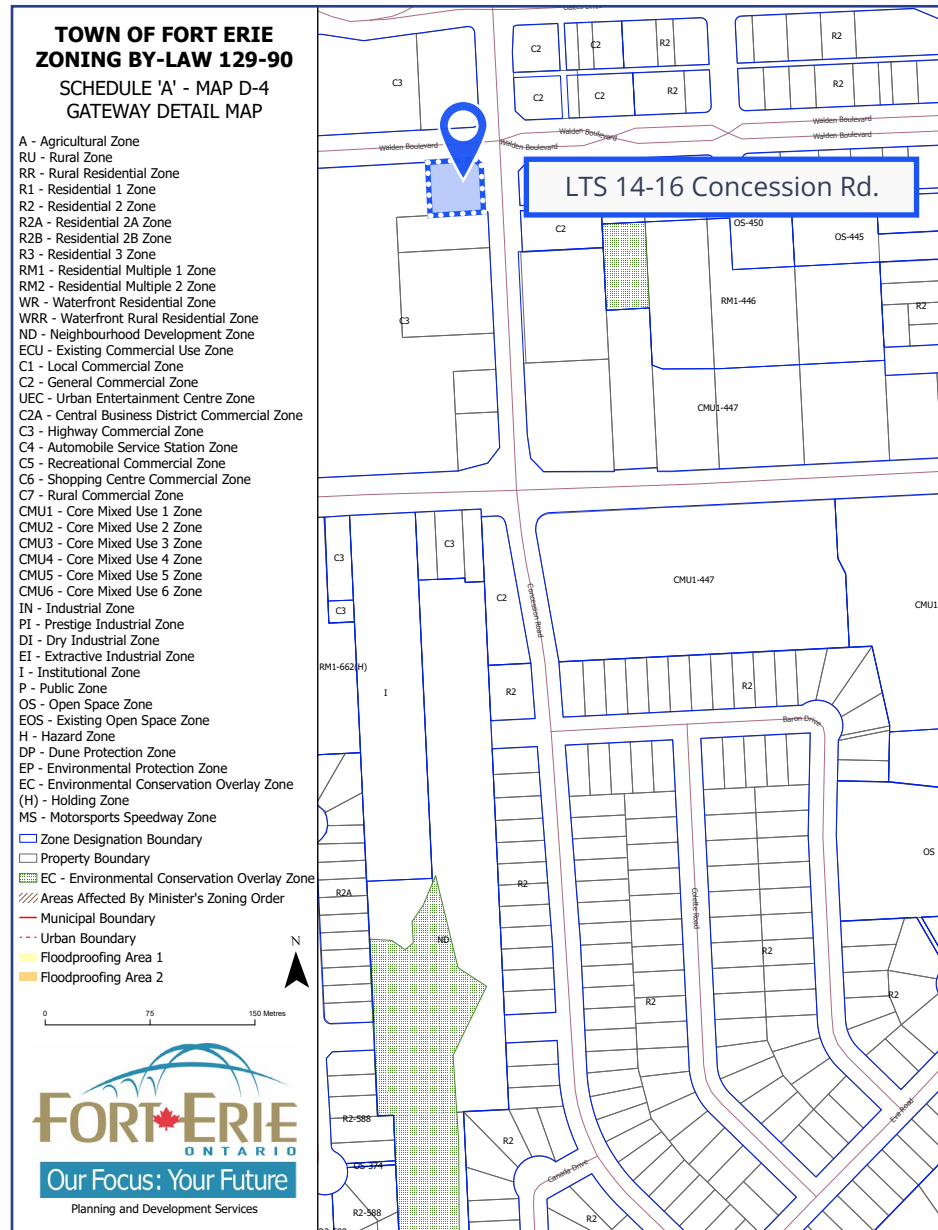 TOWN OF FORT ERIE
ZONING BY-LAW 129-90
SCHEDULE 'A' - MAP D-4
GATEWAY DETAIL MAP
A - Agricultural Zone
RU - Rural Zone
RR - Rural Residential Zone
R1 - Residential 1 Zone
R2 - Residential 2 Zone
R2A - Residential 2A Zone
R2B - Residential 2B Zone
R3 - Residential 3 Zone
RM1 - Residential Multiple 1 Zone
RM2 - Residential Multiple 2 Zone
WR - Waterfront Residential Zone
WRR - Waterfront Rural Residential Zone
ND - Neighbourhood Development Zone
ECU - Existing Commercial Use Zone
C1 - Local Commercial Zone
C2 - General Commercial Zone
UEC - Urban Entertainment Centre Zone
C2A - Central Business District Commercial Zone
C3 - Highway Commercial Zone
C4 - Automobile Service Station Zone
C5 - Recreational Commercial Zone
C6 - Shopping Centre Commercial Zone
C7 - Rural Commercial Zone
CMU1 - Core Mixed Use 1 Zone
CMU2 - Core Mixed Use 2 Zone
CMU3 - Core Mixed Use 3 Zone
CMU4 - Core Mixed Use 4 Zone
CMU5 - Core Mixed Use 5 Zone
CMU6 - Core Mixed Use 6 Zone
IN - Industrial Zone
PI - Prestige Industrial Zone
DI - Dry Industrial Zone
EI - Extractive Industrial Zone
I - Institutional Zone
P - Public Zone
OS - Open Space Zone
EOS - Existing Open Space Zone
H - Hazard Zone
DP - Dune Protection Zone
EP - Environmental Protection Zone
EC - Environmental Conservation Overlay Zone
(H) - Holding Zone
MS - Motorsports Speedway Zone
Zone Designation Boundary
Property Boundary
EC - Environmental Conservation Overlay Zone
Areas Affected By Minister's Zoning Order
Municipal Boundary
Urban Boundary
Floodproofing Area 1
Floodproofing Area 2
N
0 75 150 Metres
FORT ERIE
ONTARIO
Our Focus: Your Future
Planning and Development Services
C2
C2
R2
R2
C3
C2
C2
R2
R2
Walden Boulevard
Walden Boulevard
Walden Boulevard
Walden Boulevard
Walden Boulevard
LTS 14-16 Concession Rd.
C2
OS-450
OS-445
RM1-446
R2
C3
CMU1-447
C3
C3
C3
C2
Concession Road
CMU1-447
CMU1
RM1-662(H)
I
R2
R2
Baron Drive
OS
R2A
R2
Colette Road
ND
R2
R2
R2
R2-588
R2
Eva Road
OS-374
Canada Drive
R2-588
R2